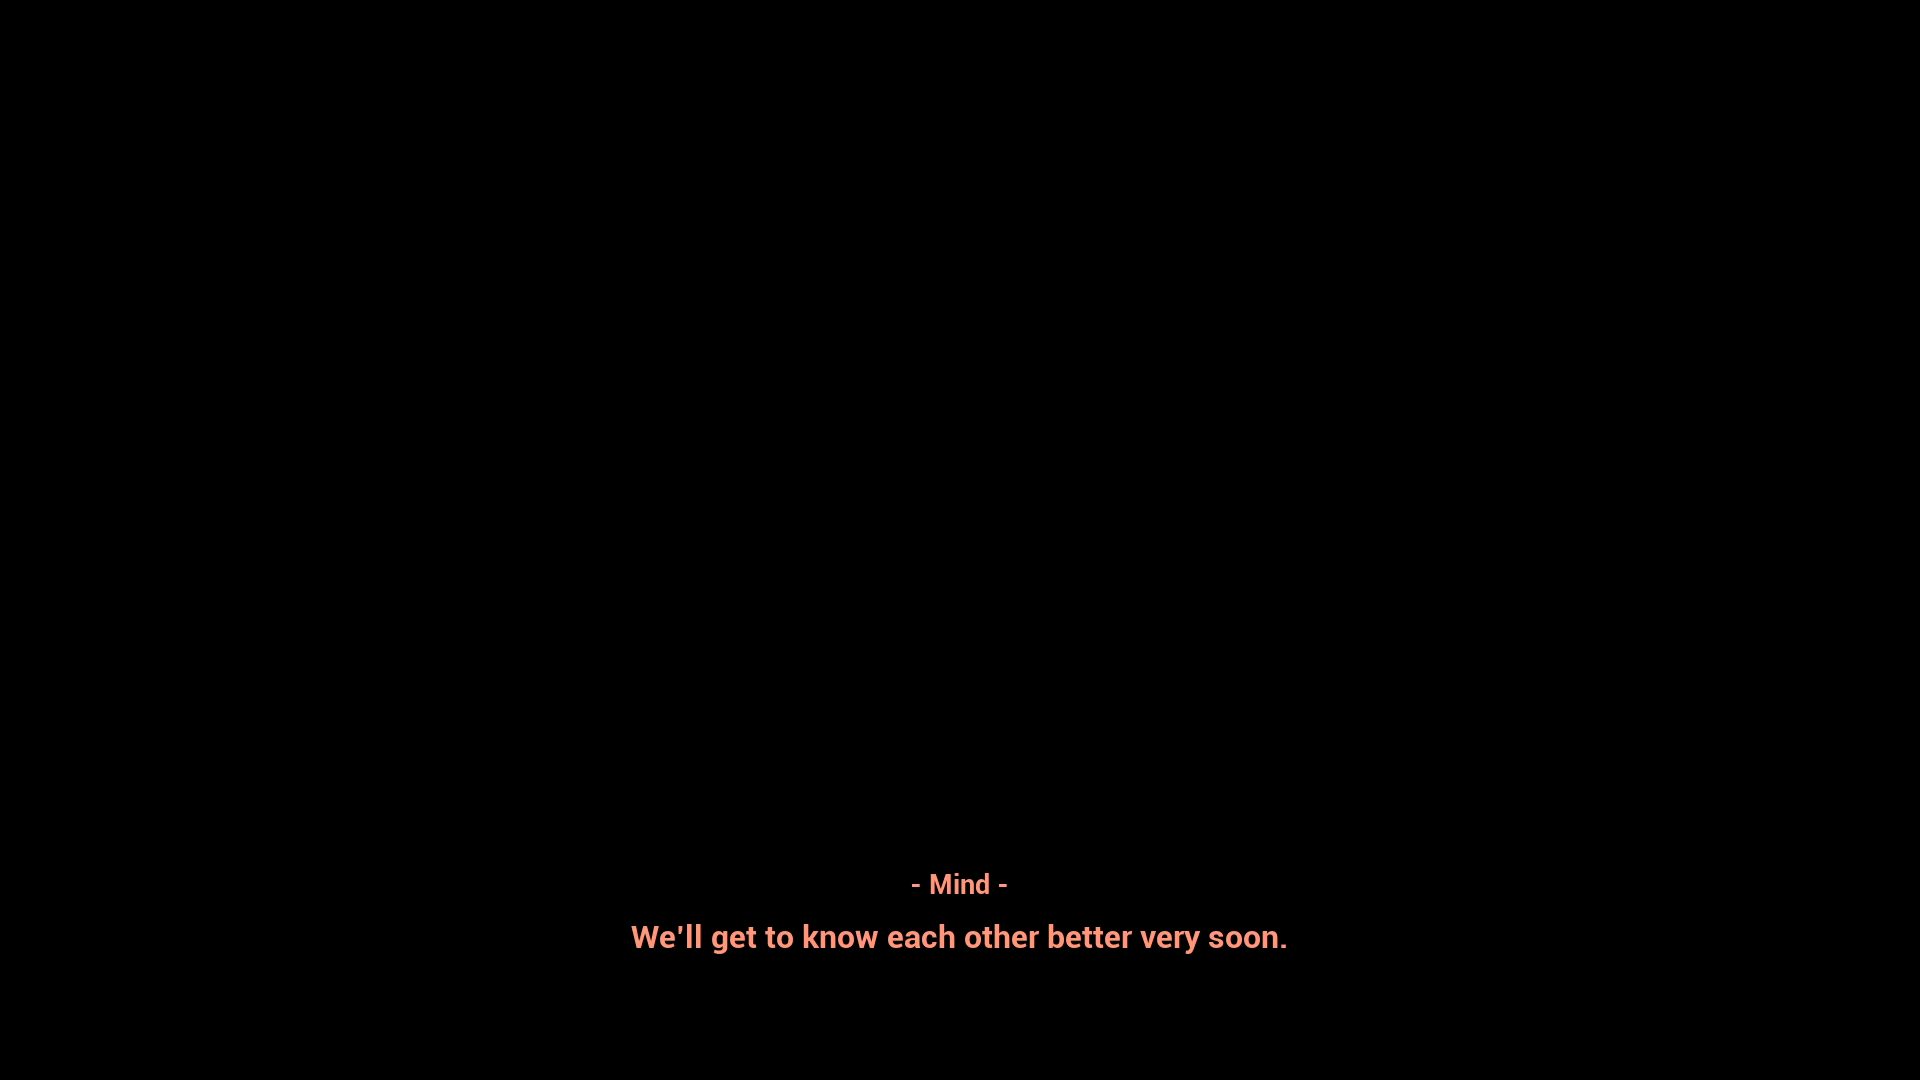 - Mind -
We'll get to know each other better very soon.